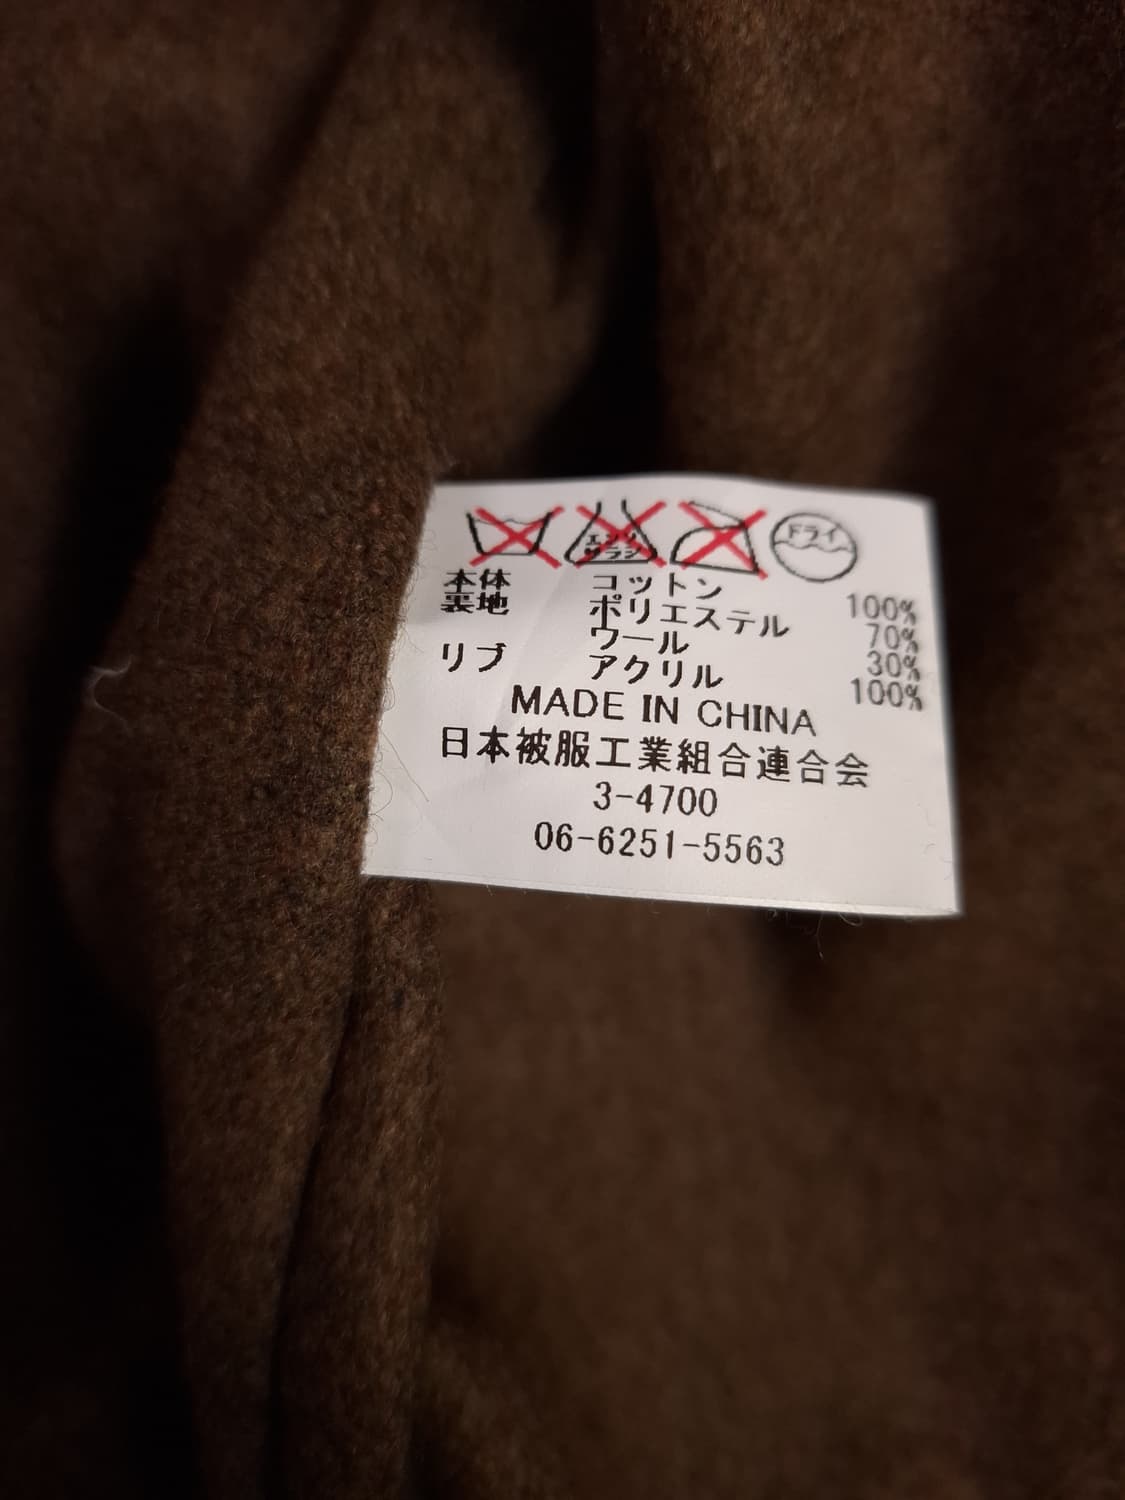 エンソ サラシ ドライ
本体 コットン 100%
裏地 ポリエステル 70%
ウール 30%
リブ アクリル 100%
MADE IN CHINA
日本被服工業組合連合会
3-4700
06-6251-5563